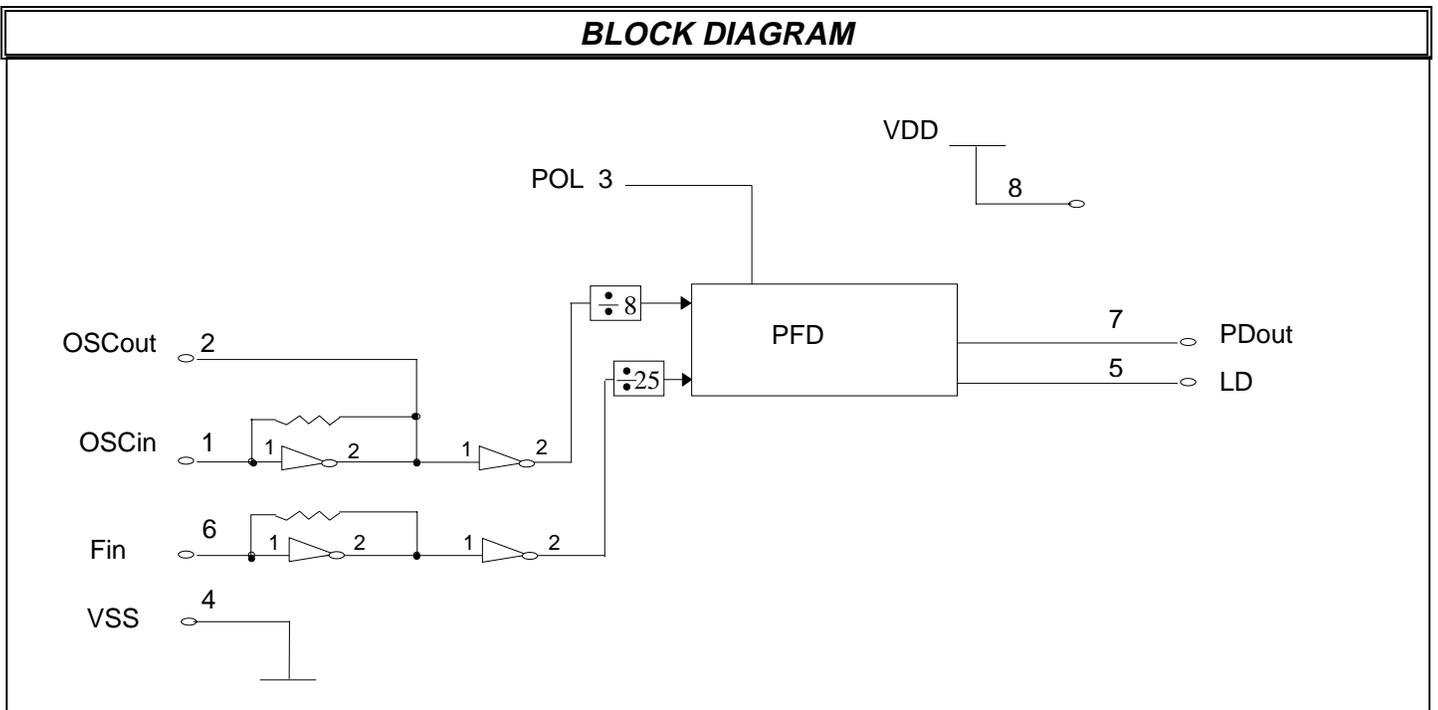 BLOCK DIAGRAM
VDD
8
POL 3
÷ 8
PFD
7 PDout
OSCout 2
÷25
5 LD
OSCin 1
1 2
1 2
Fin 6
1 2
1 2
VSS 4